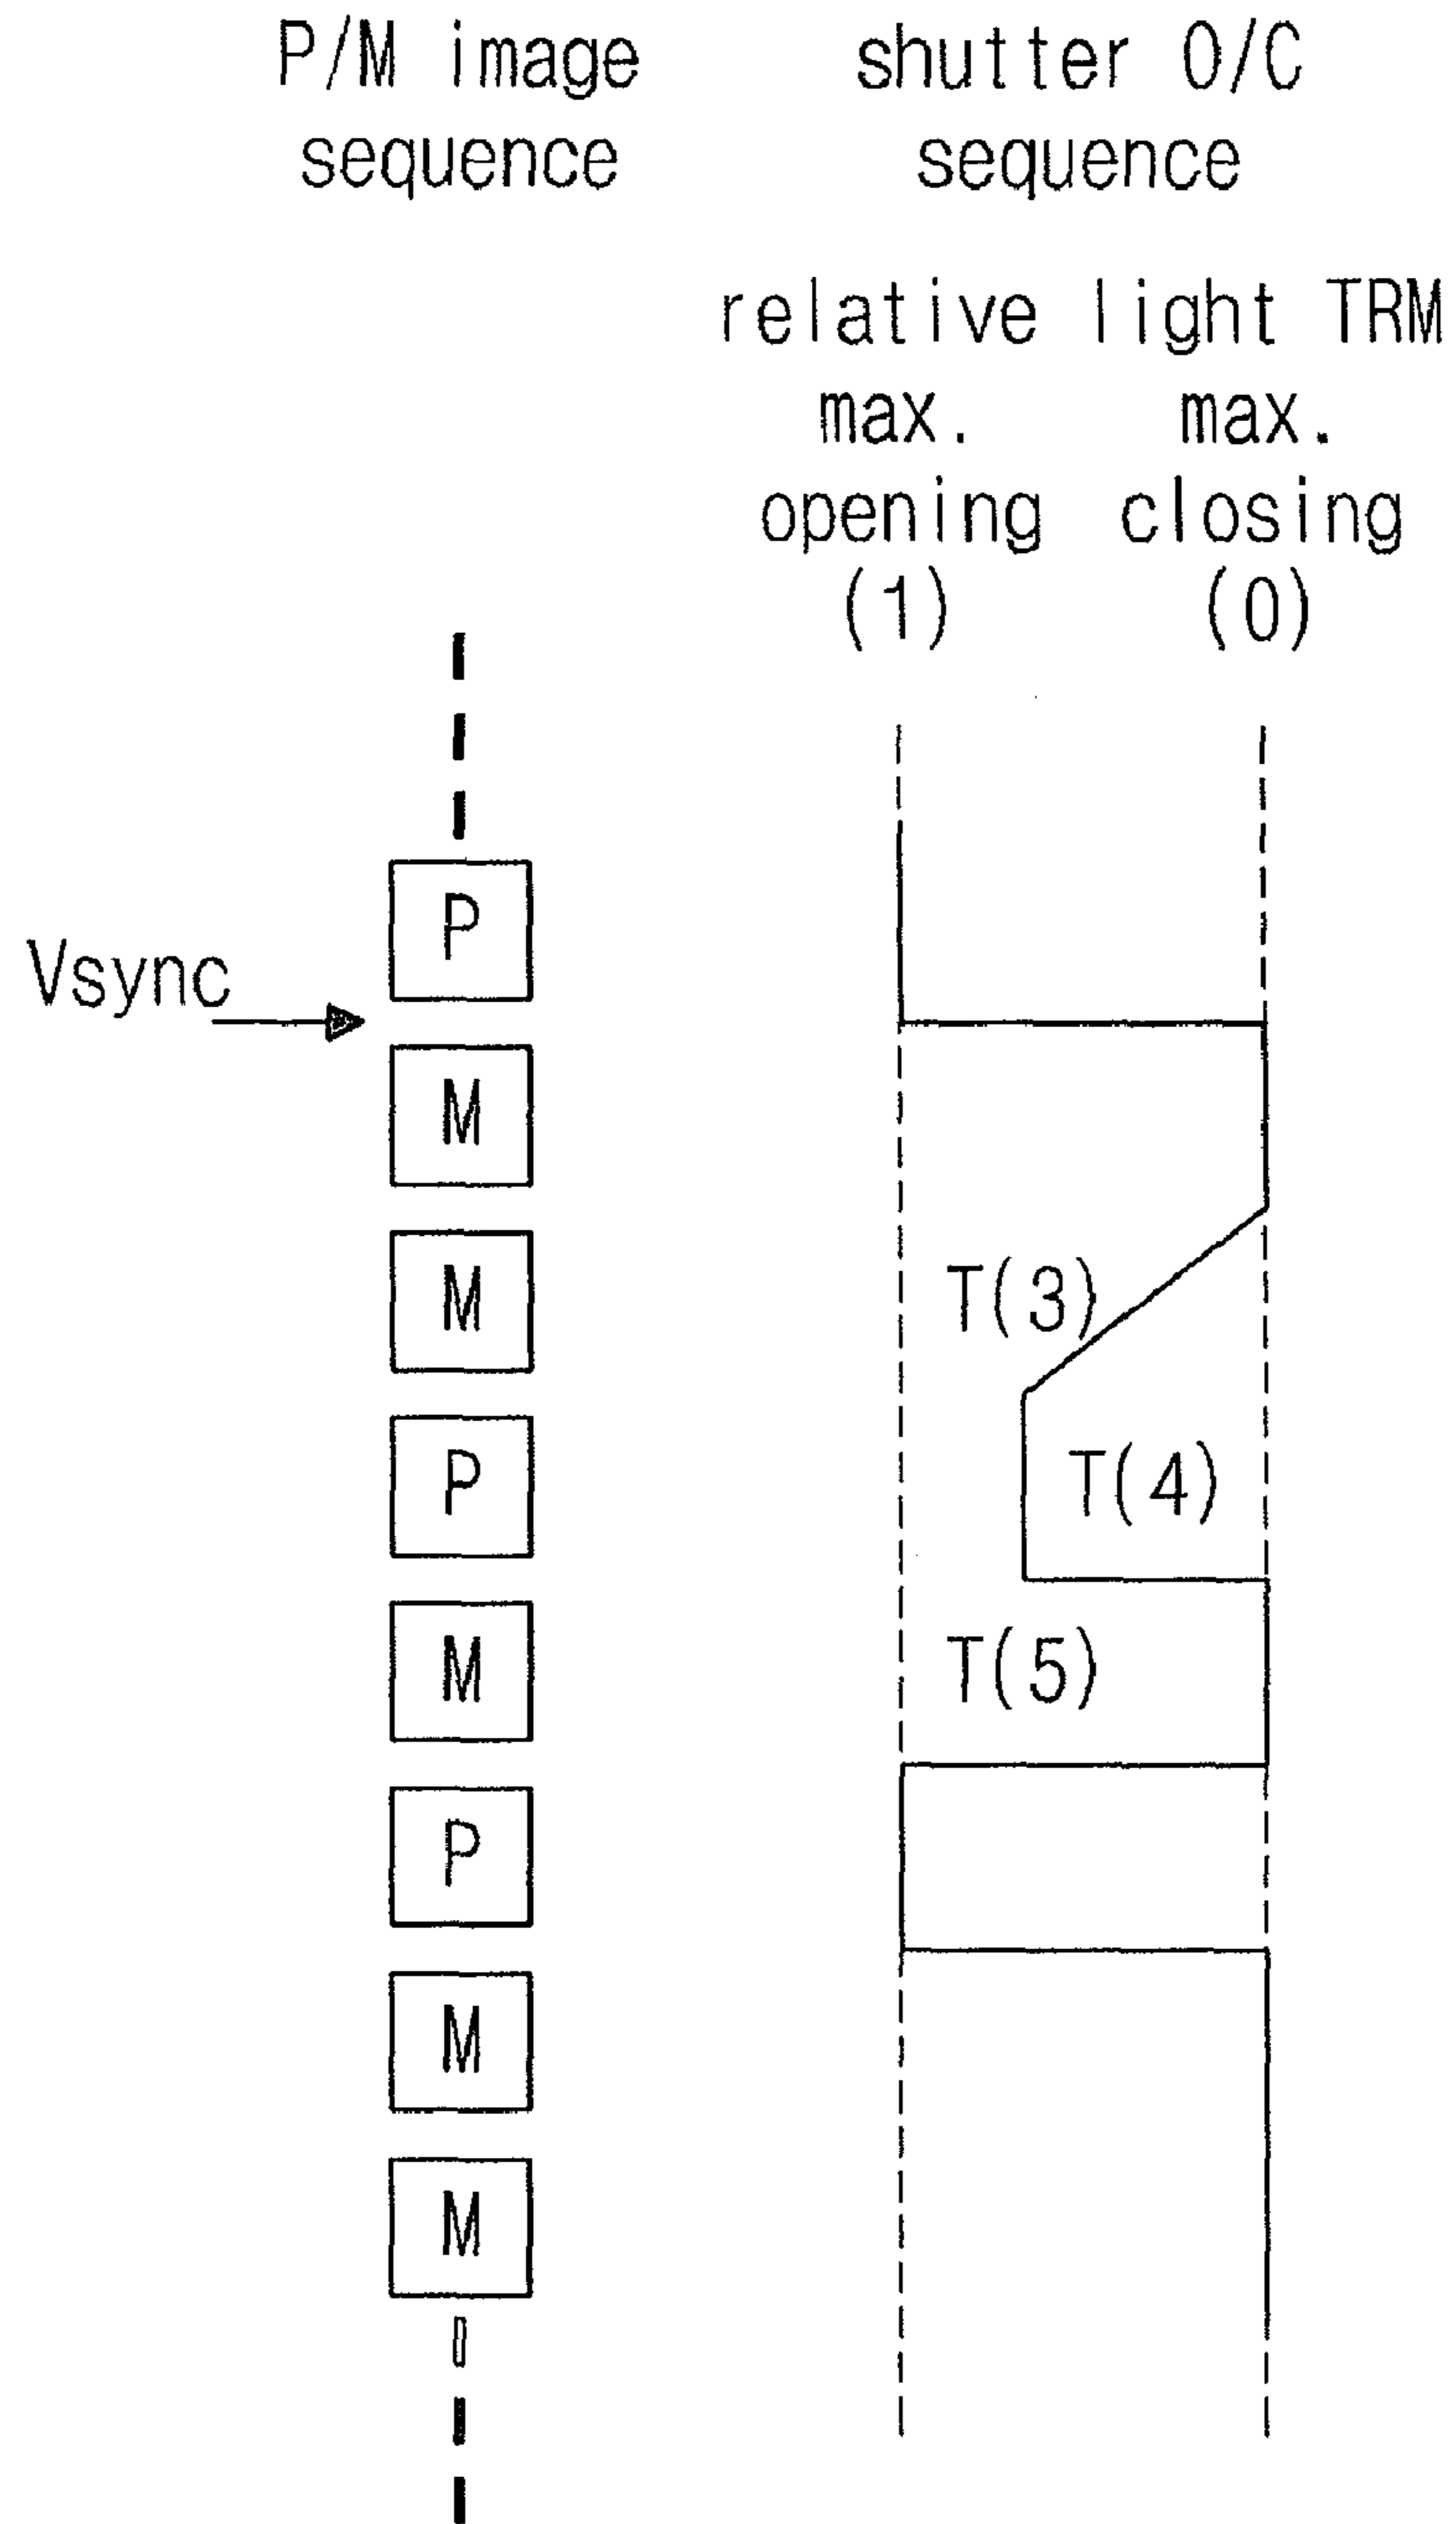 P/M image
sequence
shutter O/C
sequence
relative light TRM
max. max.
opening closing
(1) (0)
P
Vsync
M
M
T(3)
P
T(4)
M
T(5)
P
M
M